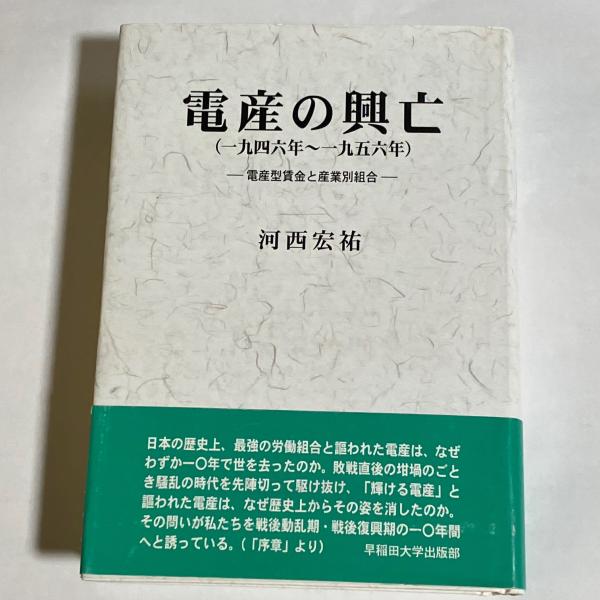 電産の興亡
(一九四六年〜一九五六年)
―電産型賃金と産業別組合―
河西宏祐
日本の歴史上、最強の労働組合と謳われた電産は、なぜ
わずか一〇年で世を去ったのか。敗戦直後の坩堝のごと
き騒乱の時代を先陣切って駆け抜け、「輝ける電産」と
謳われた電産は、なぜ歴史上からその姿を消したのか。
その問いが私たちを戦後動乱期・戦後復興期の一〇年間
へと誘っている。(「序章」より)
早稲田大学出版部